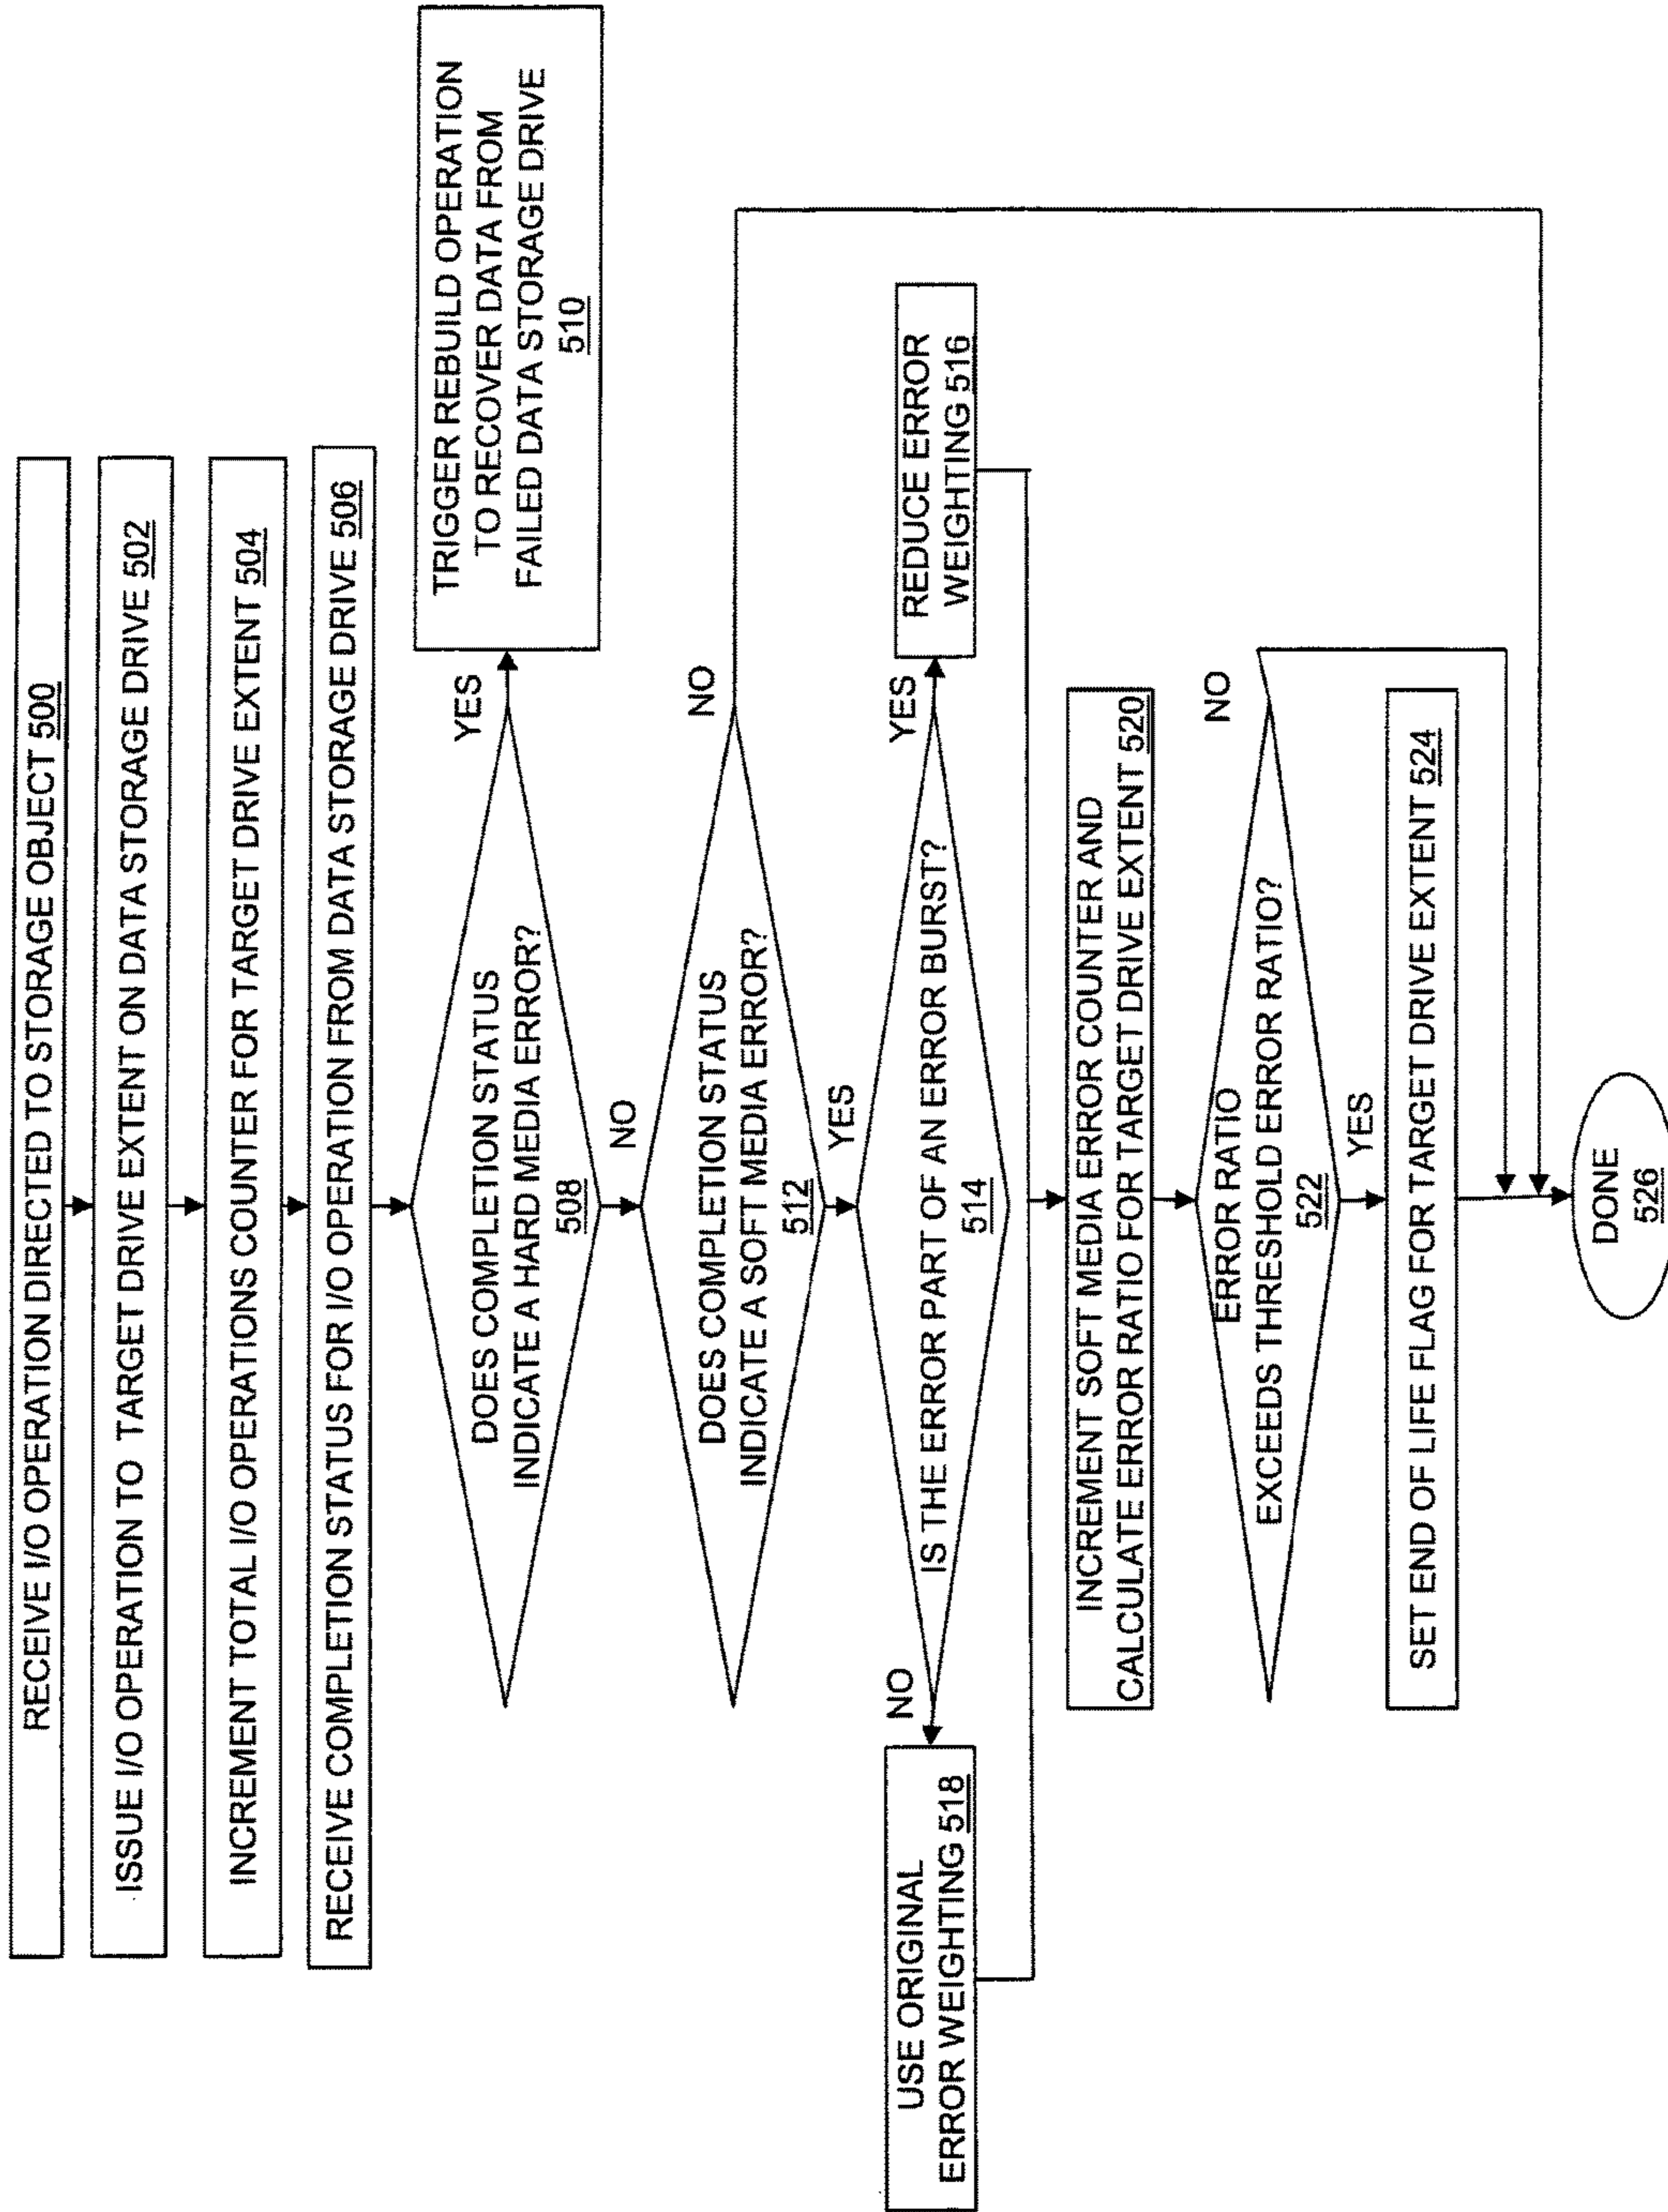 RECEIVE I/O OPERATION DIRECTED TO STORAGE OBJECT 500
ISSUE I/O OPERATION TO TARGET DRIVE EXTENT ON DATA STORAGE DRIVE 502
INCREMENT TOTAL I/O OPERATIONS COUNTER FOR TARGET DRIVE EXTENT 504
RECEIVE COMPLETION STATUS FOR I/O OPERATION FROM DATA STORAGE DRIVE 506
DOES COMPLETION STATUS
INDICATE A HARD MEDIA ERROR?
508
YES
TRIGGER REBUILD OPERATION
TO RECOVER DATA FROM
FAILED DATA STORAGE DRIVE
510
NO
DOES COMPLETION STATUS
INDICATE A SOFT MEDIA ERROR?
512
NO
YES
IS THE ERROR PART OF AN ERROR BURST?
514
YES
REDUCE ERROR
WEIGHTING 516
NO
USE ORIGINAL
ERROR WEIGHTING 518
INCREMENT SOFT MEDIA ERROR COUNTER AND
CALCULATE ERROR RATIO FOR TARGET DRIVE EXTENT 520
ERROR RATIO
EXCEEDS THRESHOLD ERROR RATIO?
522
NO
YES
SET END OF LIFE FLAG FOR TARGET DRIVE EXTENT 524
DONE
526